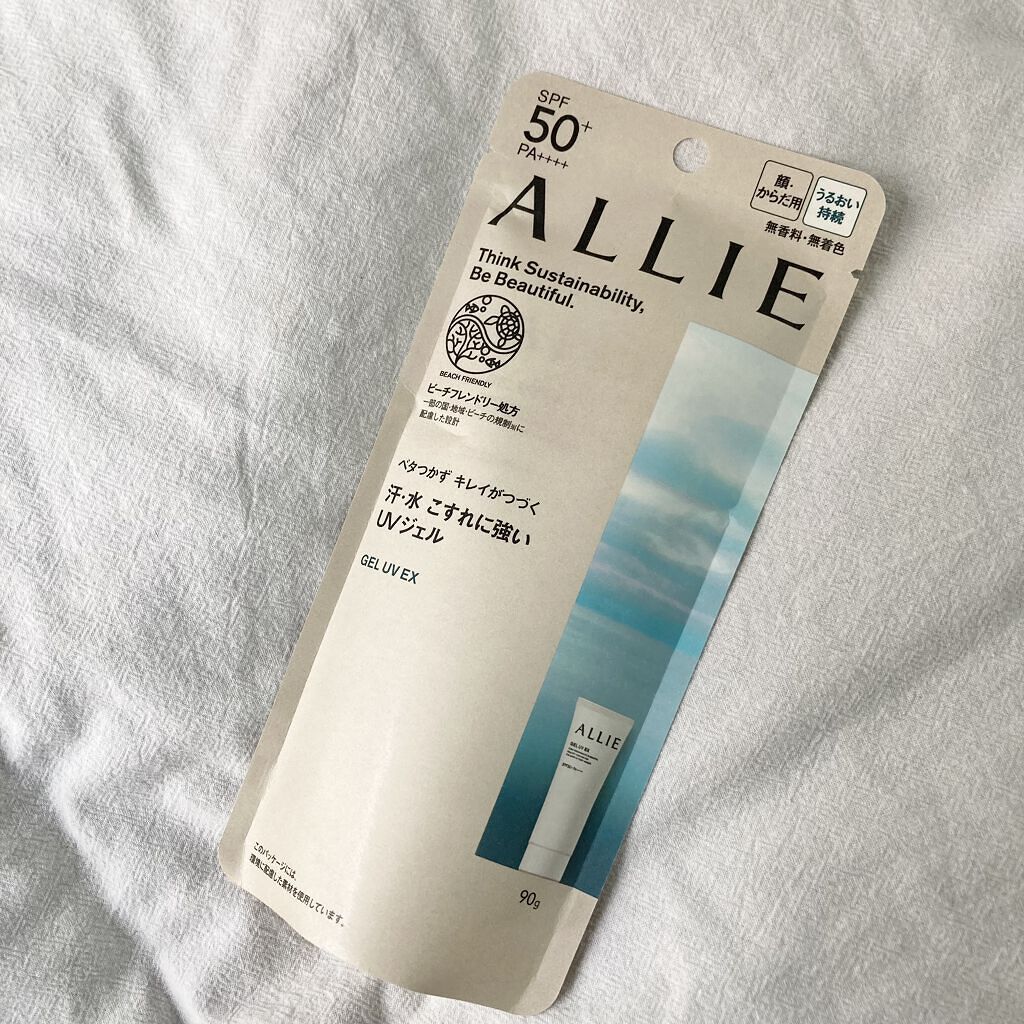 SPF
50+
PA++++
顔・
からだ用
うるおい
持続
無香料・無着色
ALLIE
Think Sustainability,
Be Beautiful.
BEACH FRIENDLY
ビーチフレンドリー処方
一部の国・地域・ビーチの規制※に
配慮した設計
ベタつかず キレイがつづく
汗・水 こすれに強い
UVジェル
GEL UV EX
ALLIE
GEL UV EX
90g
このパッケージには、
環境に配慮した素材を使用しています。